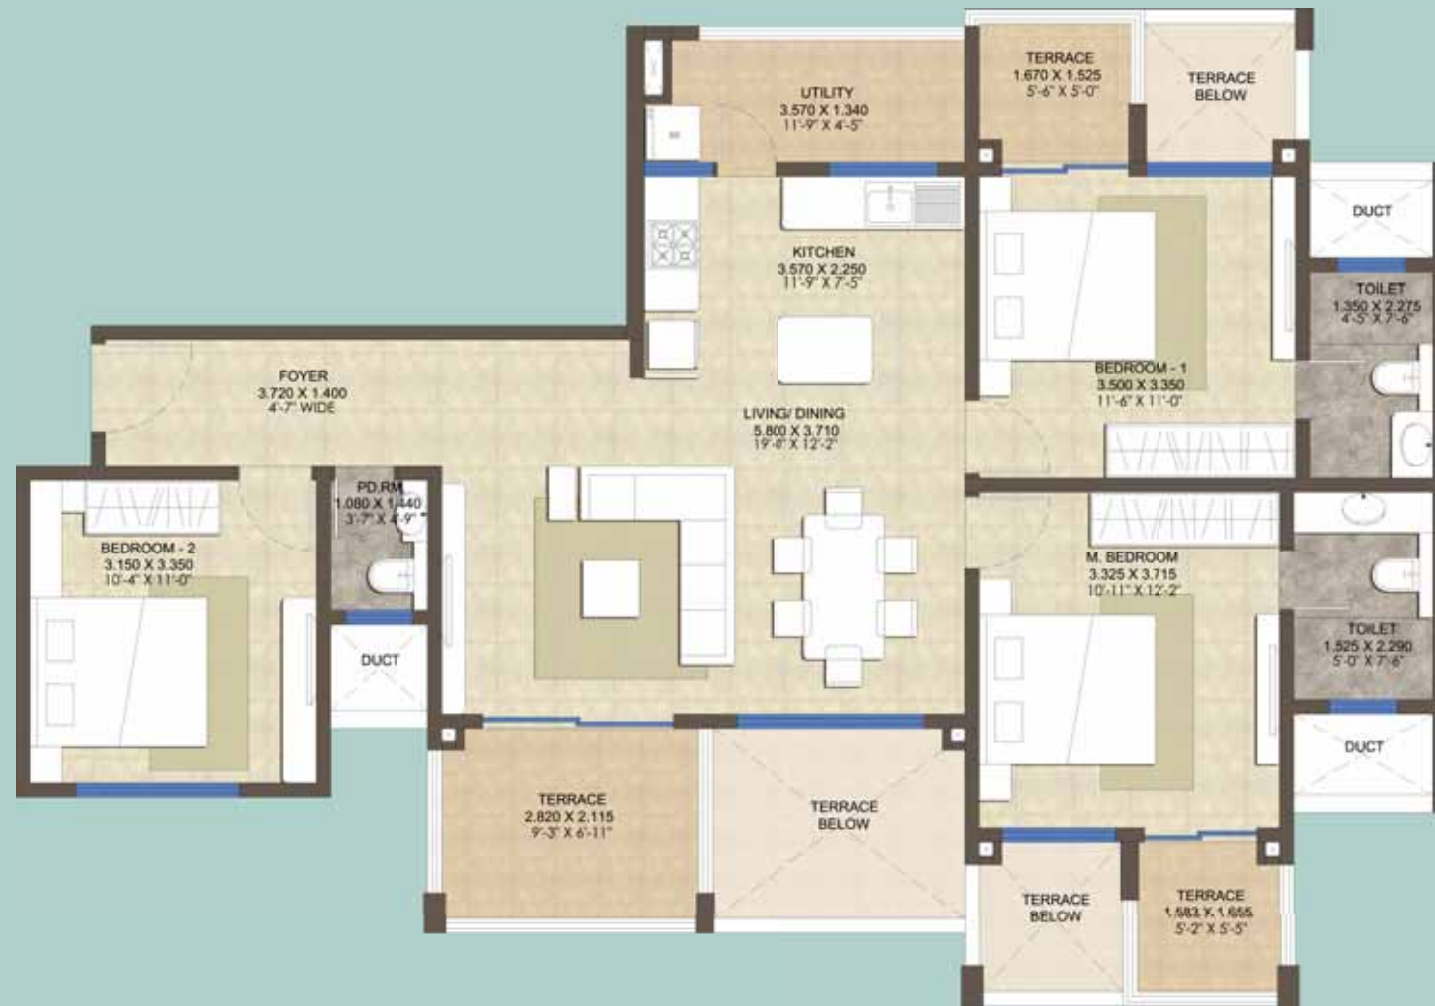 TERRACE
1.670 X 1.525
5'-6" X 5'-0"
TERRACE
BELOW
UTILITY
3.570 X 1.340
11'-9" X 4'-5"
DUCT
KITCHEN
3.570 X 2.250
11'-9" X 7'-5"
TOILET
1.350 X 2.275
4'-5" X 7'-6"
FOYER
3.720 X 1.400
4'-7" WIDE
BEDROOM - 1
3.500 X 3.350
11'-6" X 11'-0"
LIVING/ DINING
5.800 X 3.710
X 12'-2"
PD.RM
1.080 X 1.440
3'-7" X 4'-9"
BEDROOM - 2
3.150 X 3.350
10'-4" X 11'-0"
M. BEDROOM
3.325 X 3.715
10'-11" X 12'-2"
TOILET
1.525 X 2.290
5'-0" X 7'-6"
DUCT
DUCT
TERRACE
2.820 X 2.115
9'-3" X 6'-11"
TERRACE
BELOW
TERRACE
BELOW
TERRACE
X 1.655
5'-2" X 5'-5"